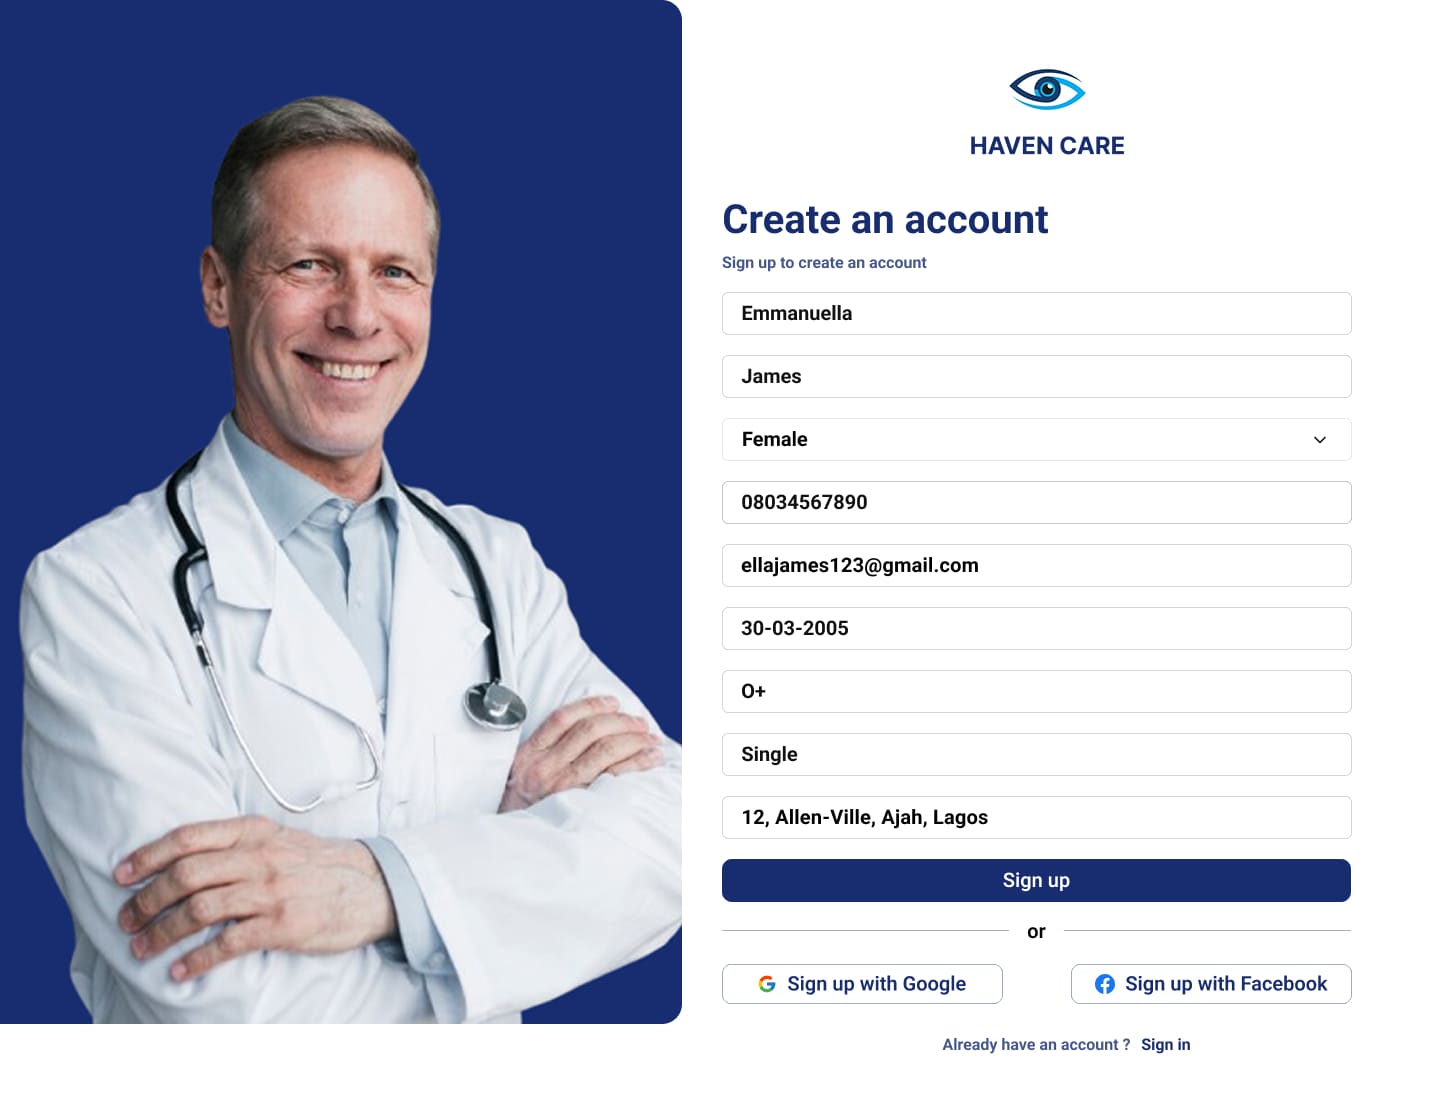 HAVEN CARE
Create an account
Sign up to create an account
Emmanuella
James
Female
08034567890
ellajames123@gmail.com
30-03-2005
O+
Single
12, Allen-Ville, Ajah, Lagos
Sign up
or
Sign up with Google
Sign up with Facebook
Already have an account ? Sign in